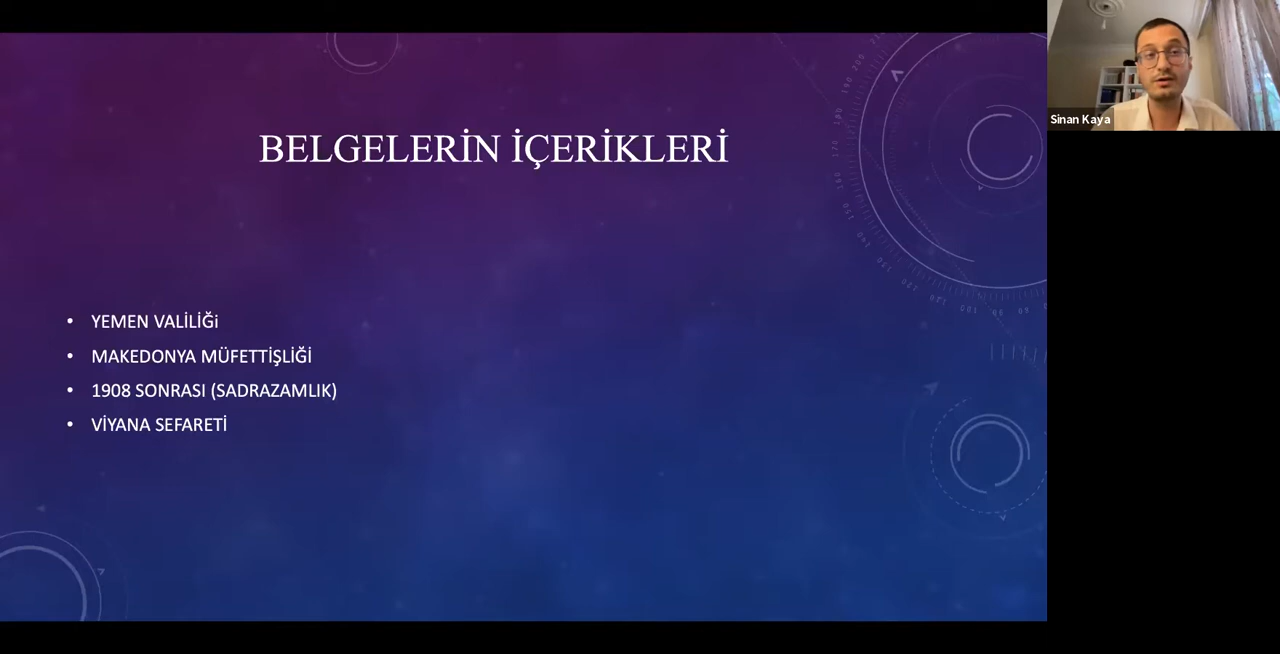 BELGELERİN İÇERİKLERİ
• YEMEN VALİLİĞi
• MAKEDONYA MÜFETTİŞLİĞİ
• 1908 SONRASI (SADRAZAMLIK)
• VİYANA SEFARETİ
Sinan Kaya